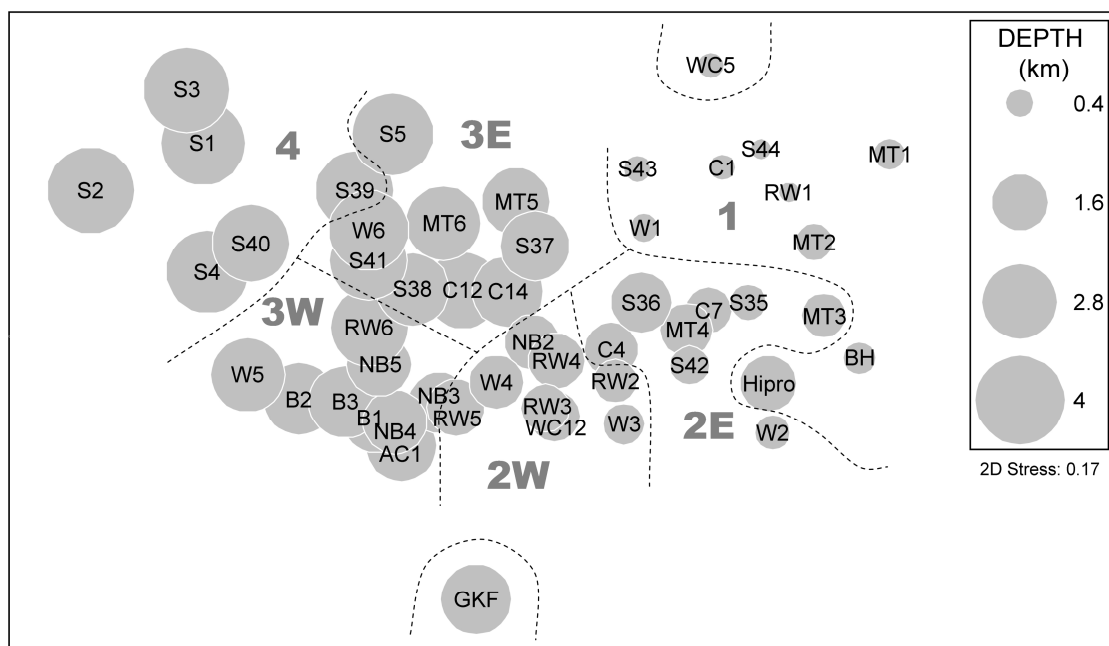 DEPTH
(km)
0.4
1.6
2.8
4
2D Stress: 0.17
WC5
S3
S1
S2
4
S5
3E
S39
MT6
MT5
W6
S37
S40
S4
S41
S38
C12
C14
S43
S44
C1
MT1
RW1
W1
1
MT2
3W
RW6
NB5
W5
B2
B3
B1
NB4
AC1
NB3
RW5
NB2
RW4
W4
RW3
WC12
2W
S36
C7
S35
MT4
MT3
C4
S42
BH
RW2
Hipro
W3
2E
W2
GKF